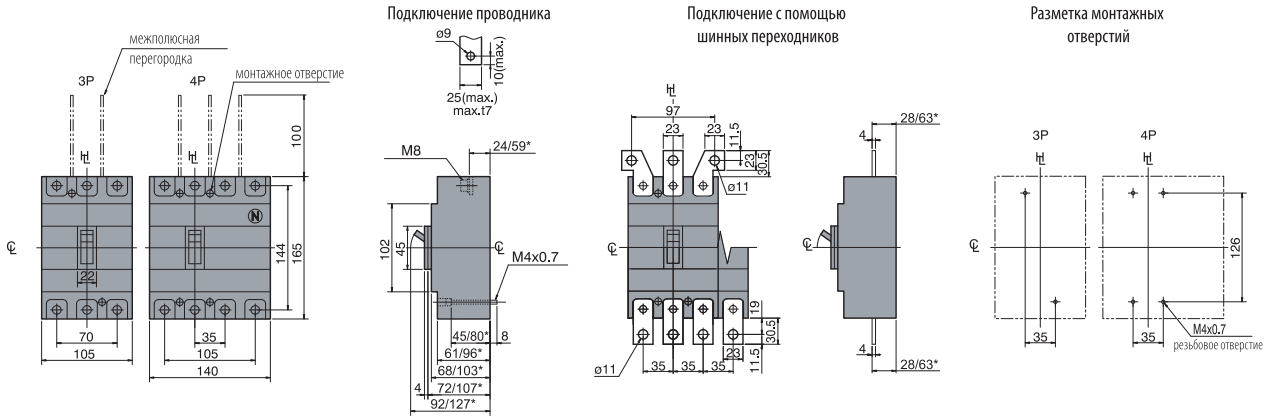 Подключение проводника
Подключение с помощью
шинных переходников
Разметка монтажных
отверстий
межполюсная
перегородка
3P
4P
монтажное отверстие
100
144
165
N
22
70
105
35
105
140
ø9
10(max.)
25(max.)
max.t7
M8
24/59*
102
45
M4x0.7
45/80*
8
61/96*
68/103*
4
72/107*
92/127*
97
23
23
11.5
23
30.5
ø11
19
30.5
11.5
23
ø11
35
35
35
28/63*
4
4
28/63*
3P
4P
126
35
35
M4x0.7
резьбовое отверстие